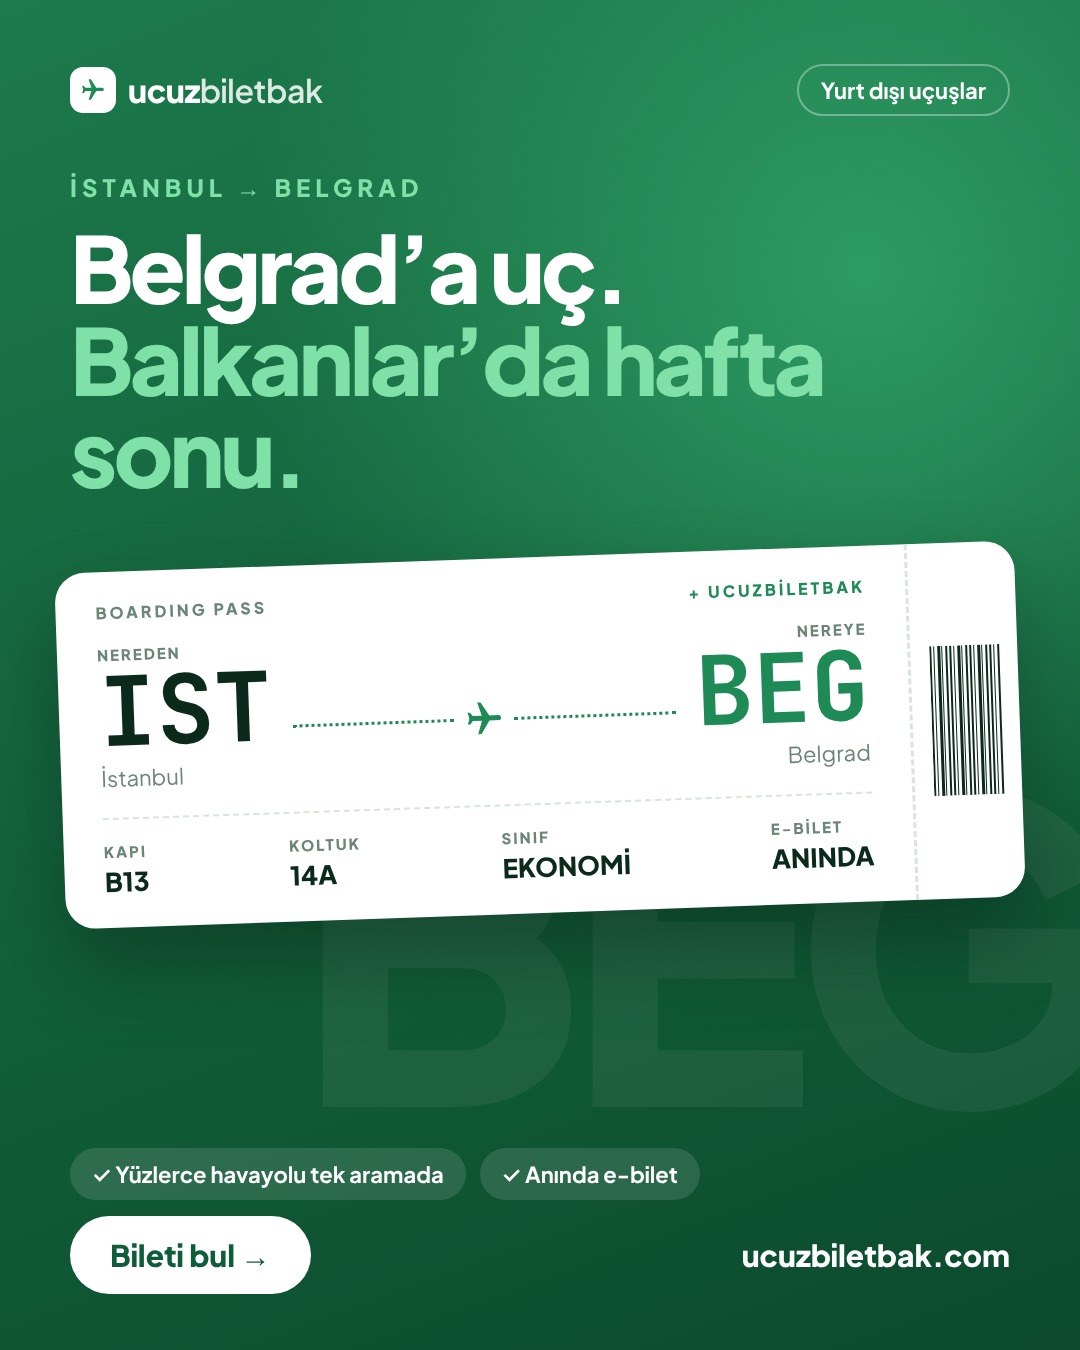 ucuzbiletbak
Yurt dışı uçuşlar
İSTANBUL → BELGRAD
Belgrad’a uç.
Balkanlar’da hafta
sonu.
BOARDING PASS
+ UCUZBİLETBAK
NEREDEN
NEREYE
IST
BEG
İstanbul
Belgrad
KAPI
KOLTUK
SINIF
E-BİLET
B13
14A
EKONOMİ
ANINDA
BEG
✓ Yüzlerce havayolu tek aramada
✓ Anında e-bilet
Bileti bul →
ucuzbiletbak.com